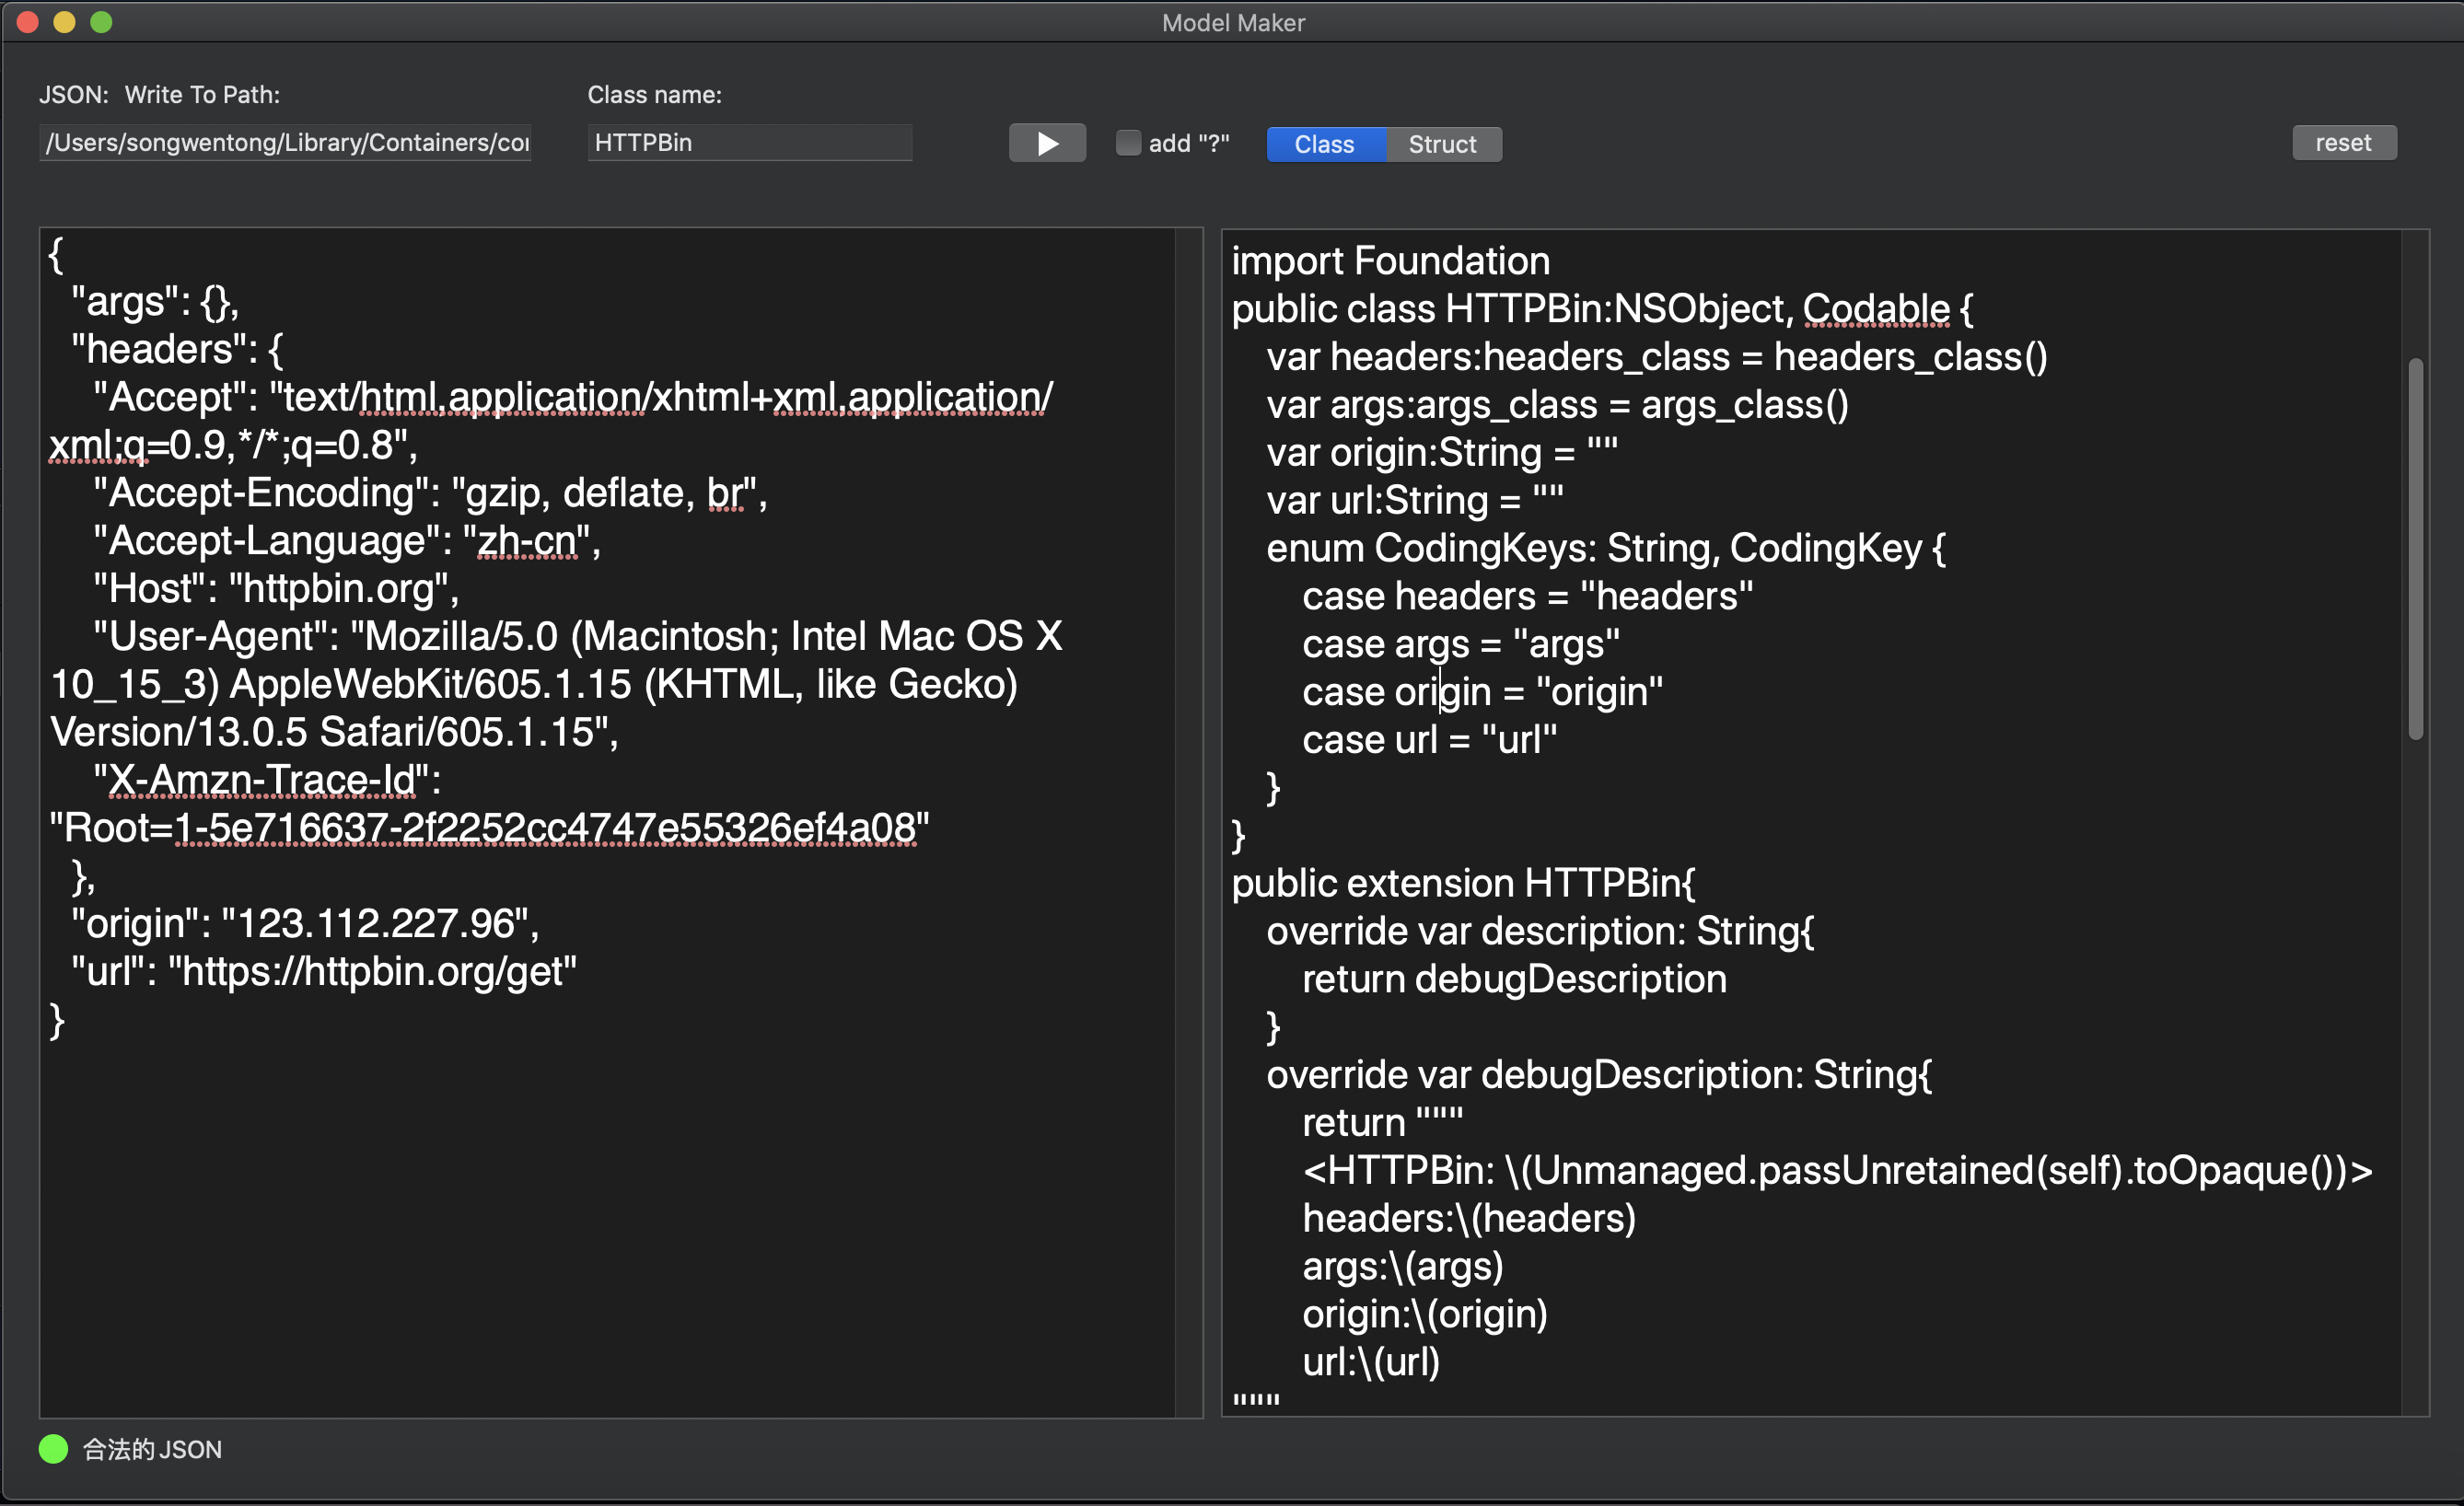 Model Maker
JSON: Write To Path:
Class name:
/Users/songwentong/Library/Containers/con
HTTPBin
add "?"
Class
Struct
reset
{
"args": {},
"headers": {
"Accept": "text/html,application/xhtml+xml,application/
xml;q=0.9,*/*;q=0.8",
"Accept-Encoding": "gzip, deflate, br",
"Accept-Language": "zh-cn",
"Host": "httpbin.org",
"User-Agent": "Mozilla/5.0 (Macintosh; Intel Mac OS X
10_15_3) AppleWebKit/605.1.15 (KHTML, like Gecko)
Version/13.0.5 Safari/605.1.15",
"X-Amzn-Trace-Id":
"Root=1-5e716637-2f2252cc4747e55326ef4a08"
},
"origin": "123.112.227.96",
"url": "https://httpbin.org/get"
}
import Foundation
public class HTTPBin:NSObject, Codable {
var headers:headers_class = headers_class()
var args:args_class = args_class()
var origin:String = ""
var url:String = ""
enum CodingKeys: String, CodingKey {
case headers = "headers"
case args = "args"
case origin = "origin"
case url = "url"
}
}
public extension HTTPBin{
override var description: String{
return debugDescription
}
override var debugDescription: String{
return """
<HTTPBin: \(Unmanaged.passUnretained(self).toOpaque())>
headers:\(headers)
args:\(args)
origin:\(origin)
url:\(url)
"""
合法的JSON